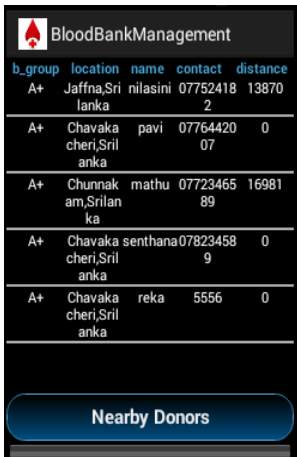 BloodBankManagement
b_group location name contact distance
A+ Jaffna,Sri nilasini 07752418 13870
lanka 2
A+ Chavaka pavi 07764420 0
cheri,Sril 07
anka
A+ Chunnak mathu 07723465 16981
am,Srilan 89
ka
A+ Chavaka senthana 07823458 0
cheri,Sril 9
anka
A+ Chavaka reka 5556 0
cheri,Sril
anka
Nearby Donors